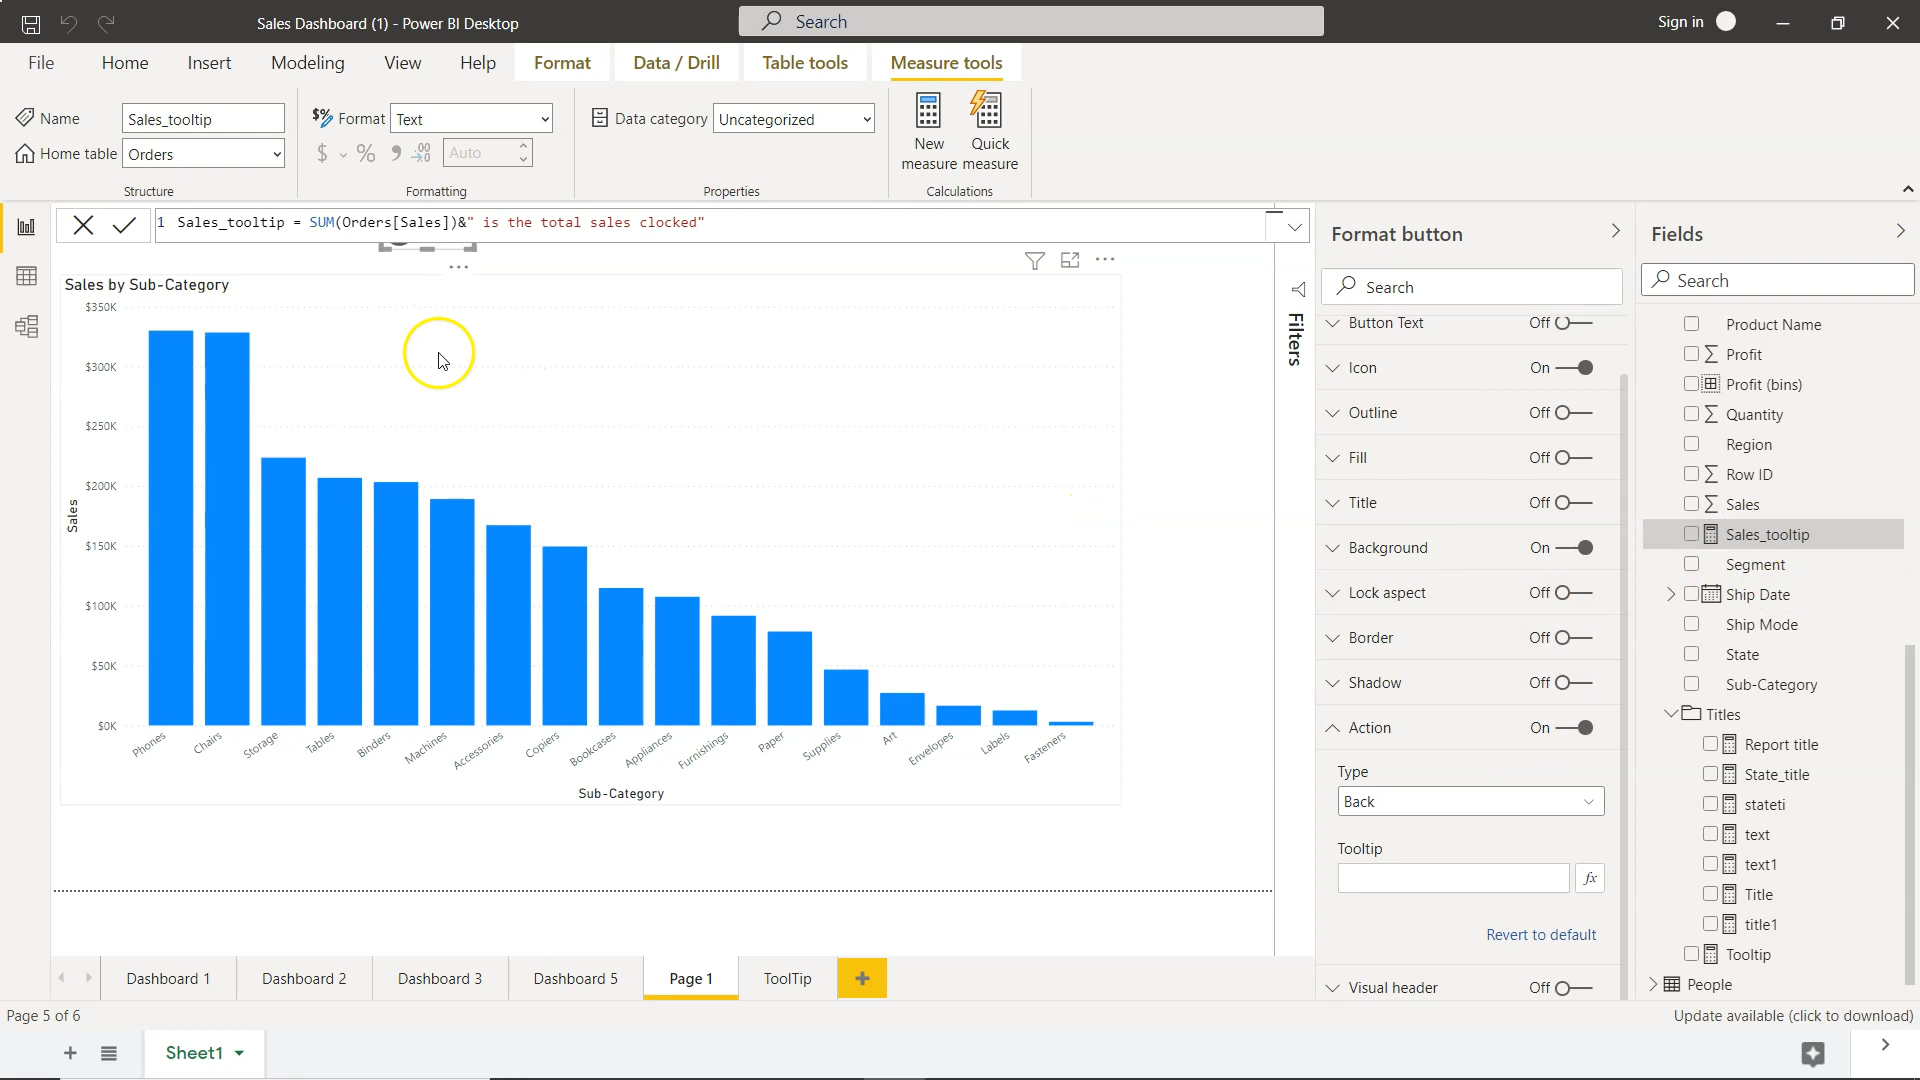 Sales Dashboard (1) - Power BI Desktop
Search
Sign in
File Home Insert Modeling View Help Format Data / Drill Table tools Measure tools
Name Sales_tooltip
Home table Orders
Structure
Format Text
$ % 9 .00 Auto
Formatting
Data category Uncategorized
Properties
New measure
Quick measure
Calculations
1 Sales_tooltip = SUM(Orders[Sales])&" is the total sales clocked"
Sales by Sub-Category
$350K
$300K
$250K
$200K
$150K
$100K
$50K
$0K
Sales
Phones Chairs Storage Tables Binders Machines Accessories Copiers Bookcases Appliances Furnishings Paper Supplies Art Envelopes Labels Fasteners
Sub-Category
Filters
Format button
Search
Button Text Off
Icon On
Outline Off
Fill Off
Title Off
Background On
Lock aspect Off
Border Off
Shadow Off
Action On
Type
Back
Tooltip
fx
Revert to default
Visual header Off
Fields
Search
Product Name
Profit
Profit (bins)
Quantity
Region
Row ID
Sales
Sales_tooltip
Segment
Ship Date
Ship Mode
State
Sub-Category
Titles
Report title
State_title
stateti
text
text1
Title
title1
Tooltip
People
Dashboard 1 Dashboard 2 Dashboard 3 Dashboard 5 Page 1 ToolTip
Page 5 of 6
Update available (click to download)
Sheet1